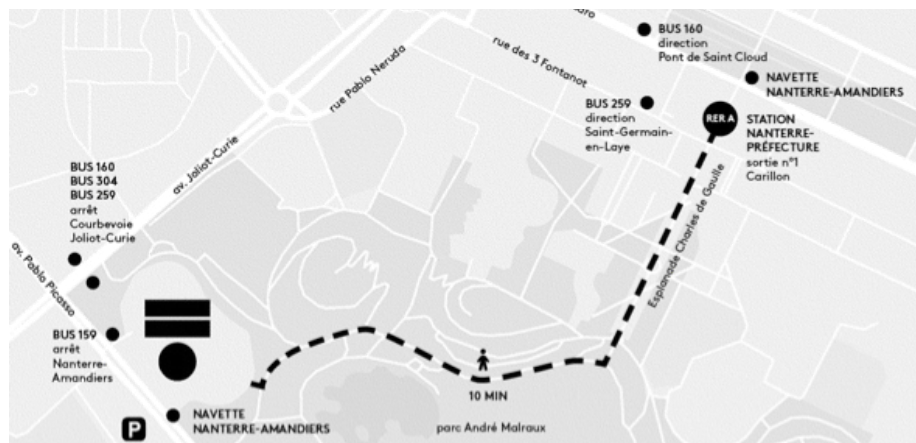 BUS 160
direction
Pont de Saint Cloud
rue des 3 Fontanot
NAVETTE
NANTERRE-AMANDIERS
rue Pablo Neruda
BUS 259
direction
Saint-Germain-
en-Laye
RER A
STATION
NANTERRE-
PRÉFECTURE
sortie n°1
Carillon
av. Joliot-Curie
BUS 160
BUS 304
BUS 259
arrêt
Courbevoie
Joliot-Curie
Esplanade Charles de Gaulle
av. Pablo Picasso
BUS 159
arrêt
Nanterre-
Amandiers
10 MIN
NAVETTE
NANTERRE-AMANDIERS
P
parc André Malraux